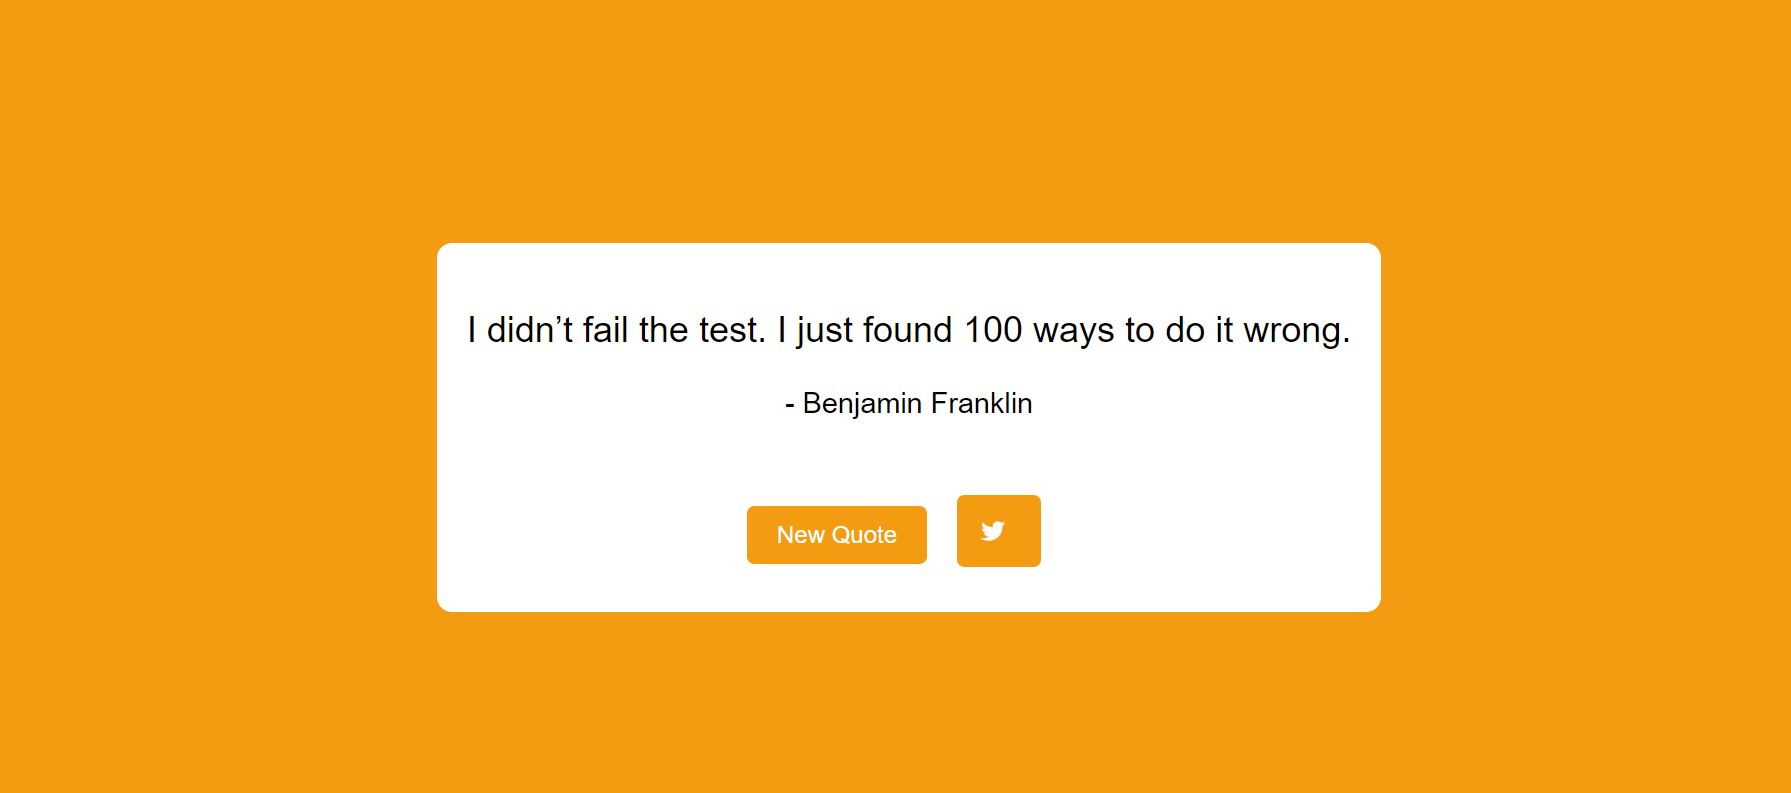 I didn’t fail the test. I just found 100 ways to do it wrong.
- Benjamin Franklin
New Quote